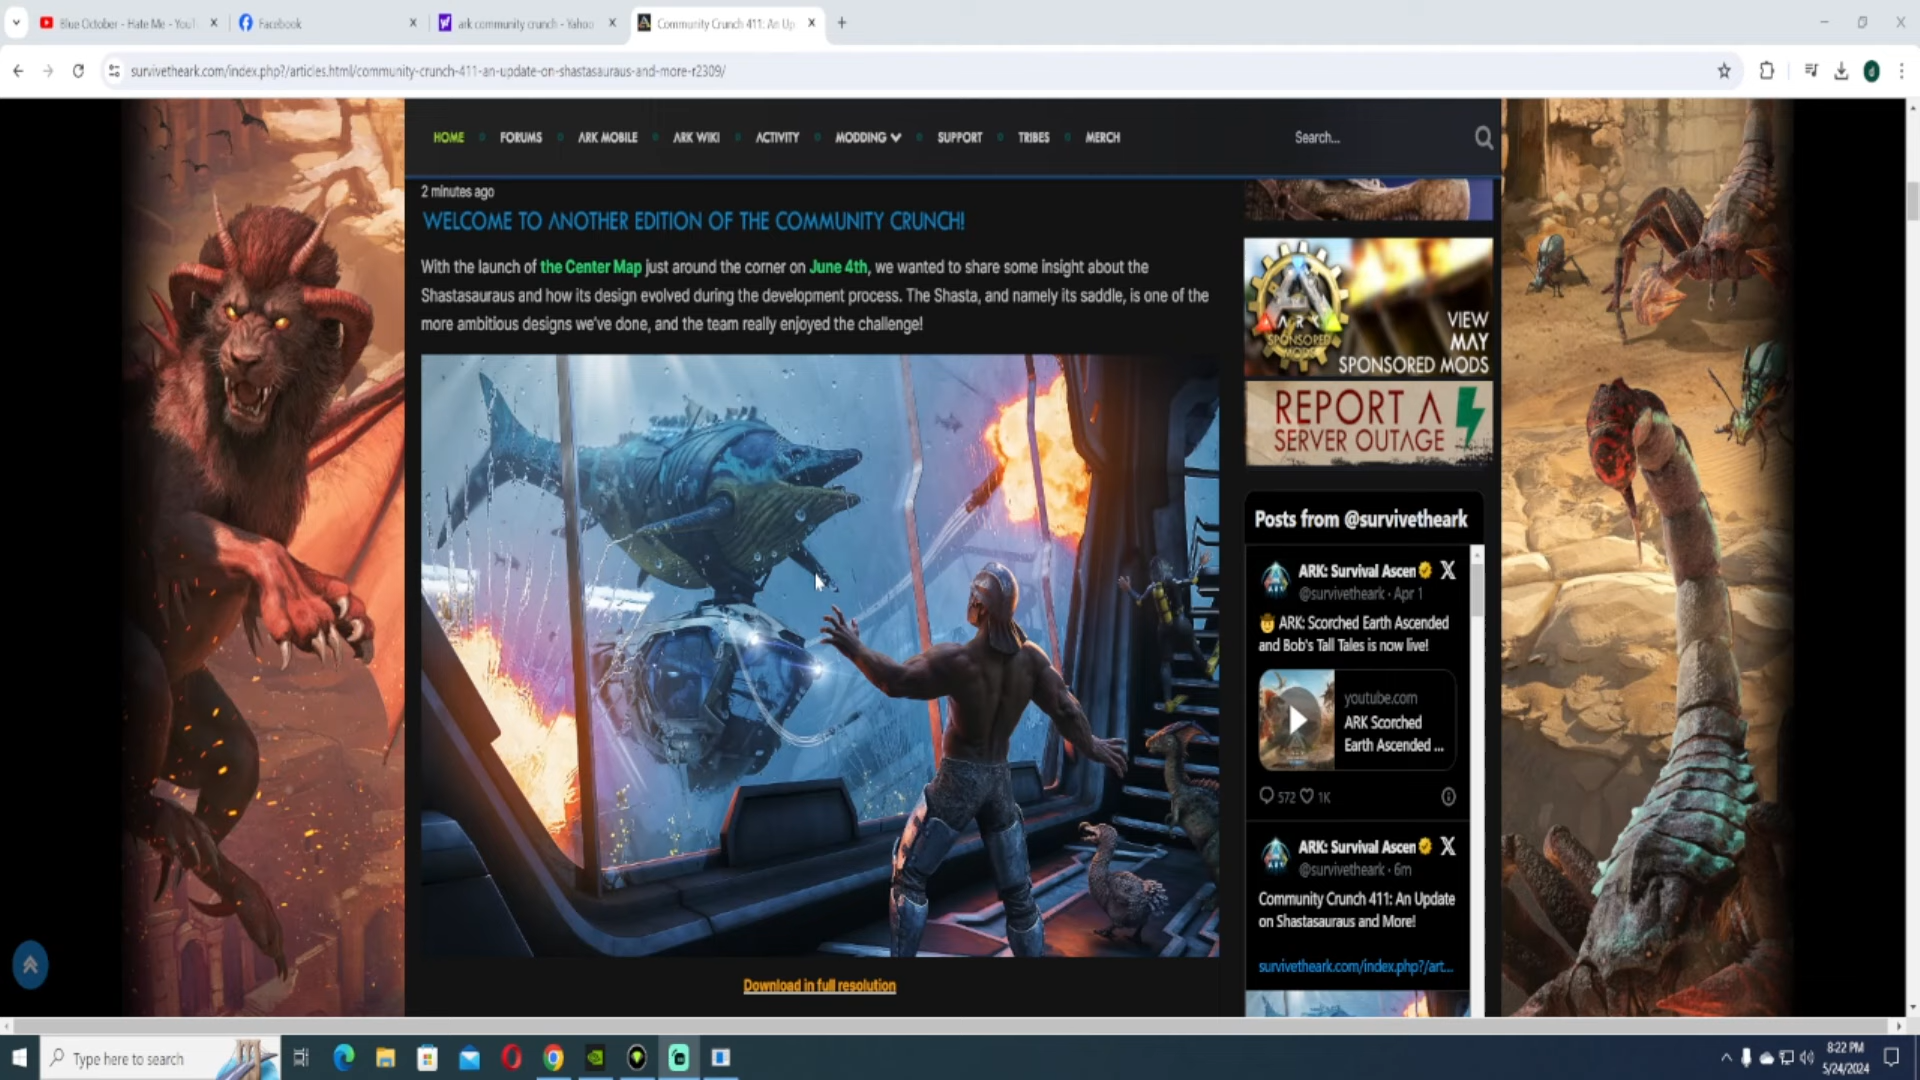 Blue October - Hate Me - YouT
Facebook
ark community crunch - Yahoo
Community Crunch 411: An Up
survivetheark.com/index.php?/articles.html/community-crunch-411-an-update-on-shastasauraus-and-more-r2309/
d
HOME
FORUMS
ARK MOBILE
ARK WIKI
ACTIVITY
MODDING
SUPPORT
TRIBES
MERCH
Search...
2 minutes ago
WELCOME TO ANOTHER EDITION OF THE COMMUNITY CRUNCH!
With the launch of the Center Map just around the corner on June 4th, we wanted to share some insight about the
Shastasauraus and how its design evolved during the development process. The Shasta, and namely its saddle, is one of the
more ambitious designs we've done, and the team really enjoyed the challenge!
Download in full resolution
ARK
SPONSORED
MODS
VIEW
MAY
SPONSORED MODS
REPORT A
SERVER OUTAGE
Posts from @survivetheark
ARK: Survival Ascen
@survivetheark · Apr 1
ARK: Scorched Earth Ascended
and Bob's Tall Tales is now live!
youtube.com
ARK Scorched
Earth Ascended ...
572 1K
ARK: Survival Ascen
@survivetheark · 6m
Community Crunch 411: An Update
on Shastasauraus and More!
survivetheark.com/index.php?/art...
Type here to search
8:22 PM
5/24/2024